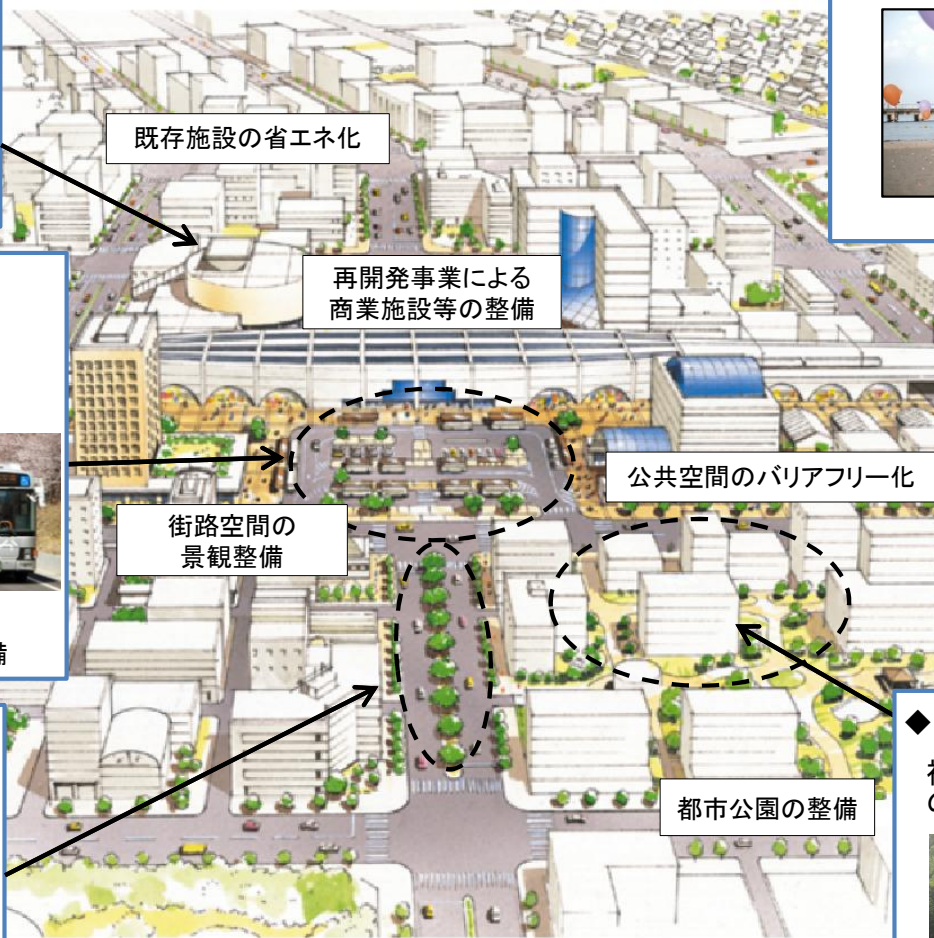 既存施設の省エネ化
再開発事業による
商業施設等の整備
公共空間のバリアフリー化
街路空間の
景観整備
備
◆
の
都市公園の整備